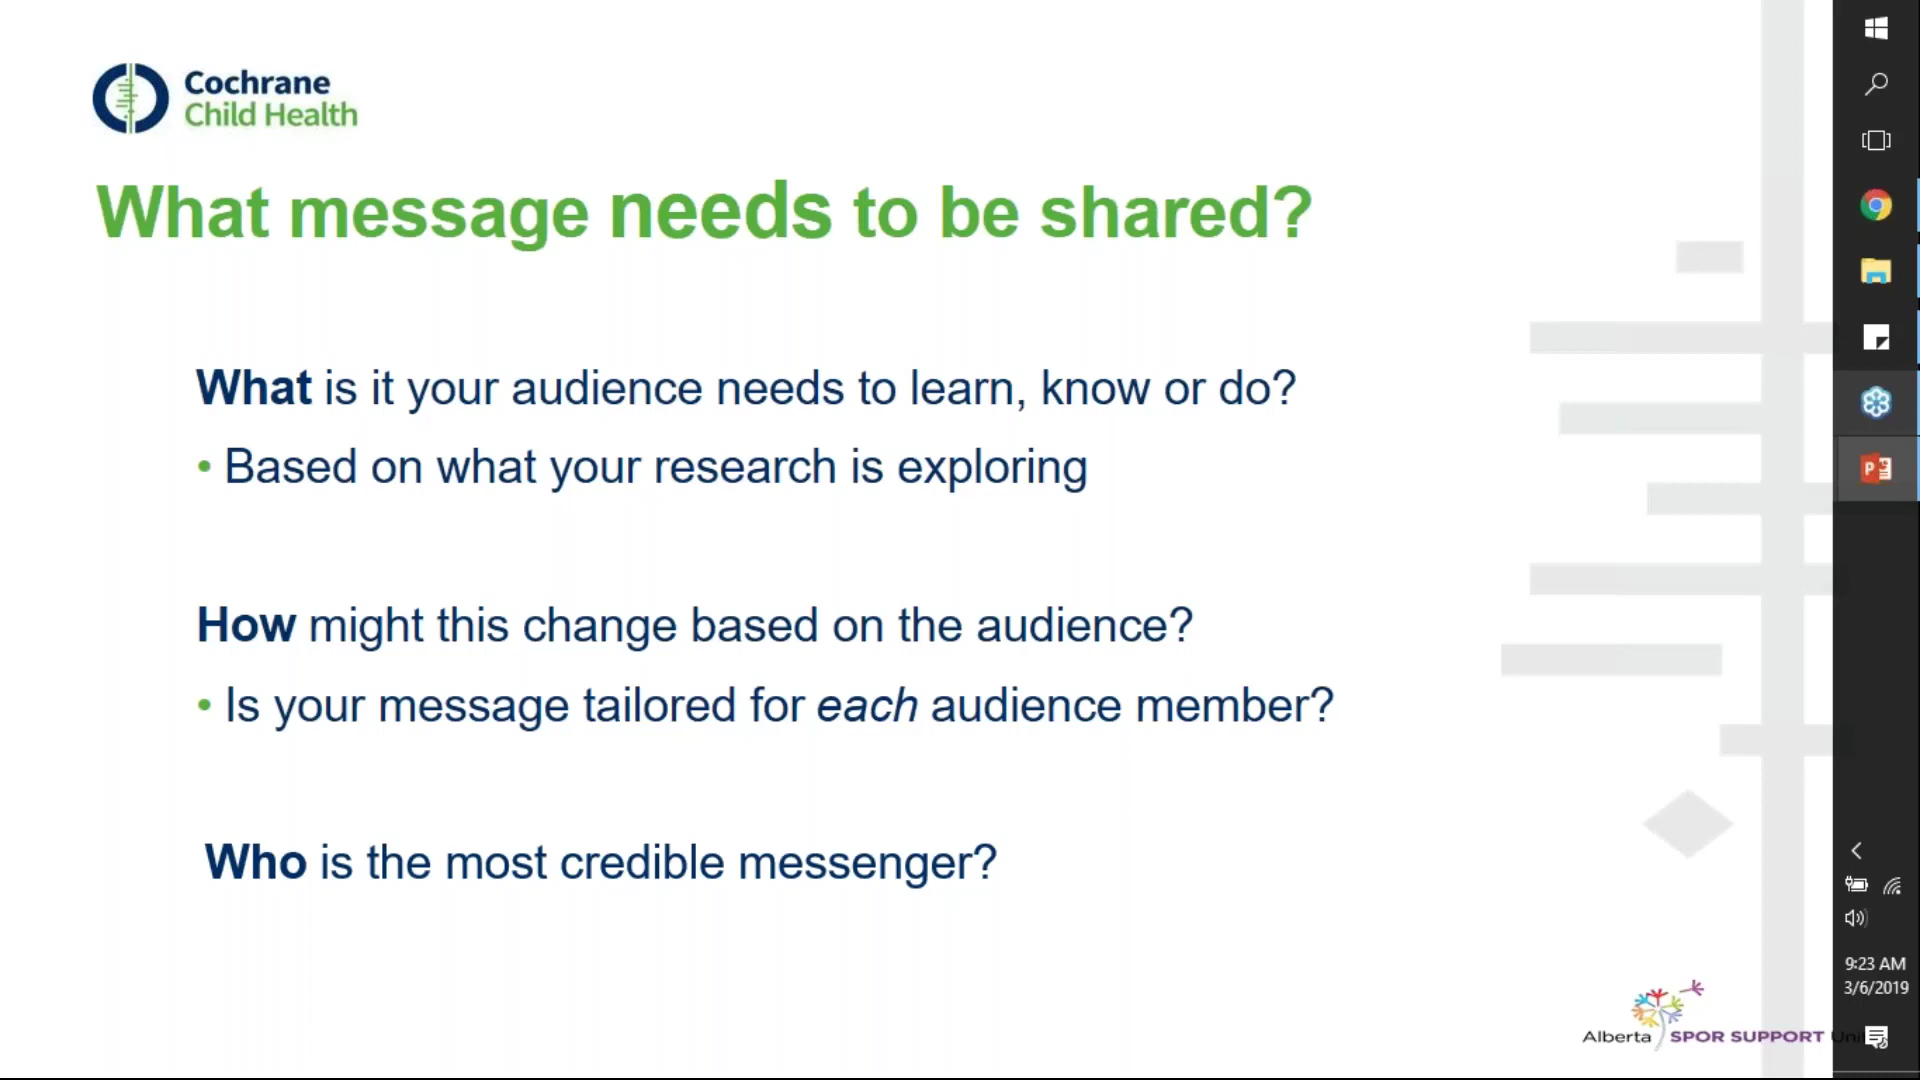 Cochrane
Child Health
What message needs to be shared?
What is it your audience needs to learn, know or do?
• Based on what your research is exploring
How might this change based on the audience?
• Is your message tailored for each audience member?
Who is the most credible messenger?
Alberta SPOR SUPPORT
9:23 AM
3/6/2019